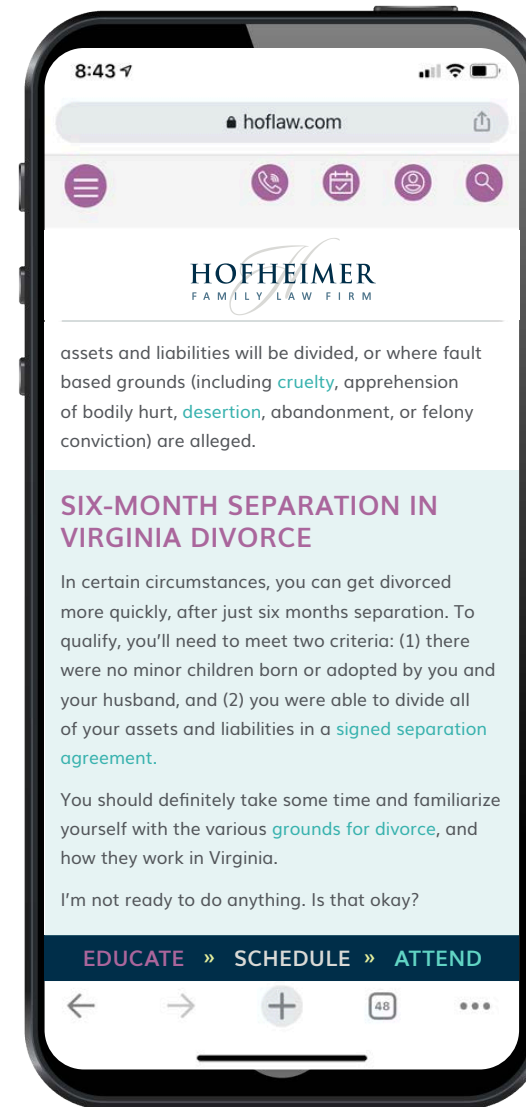 8:43
hoflaw.com
HOFHEIMER
FAMILY LAW FIRM
assets and liabilities will be divided, or where fault
based grounds (including cruelty, apprehension
of bodily hurt, desertion, abandonment, or felony
conviction) are alleged.
SIX-MONTH SEPARATION IN
VIRGINIA DIVORCE
In certain circumstances, you can get divorced
more quickly, after just six months separation. To
qualify, you’ll need to meet two criteria: (1) there
were no minor children born or adopted by you and
your husband, and (2) you were able to divide all
of your assets and liabilities in a signed separation
agreement.
You should definitely take some time and familiarize
yourself with the various grounds for divorce, and
how they work in Virginia.
I’m not ready to do anything. Is that okay?
EDUCATE » SCHEDULE » ATTEND
48